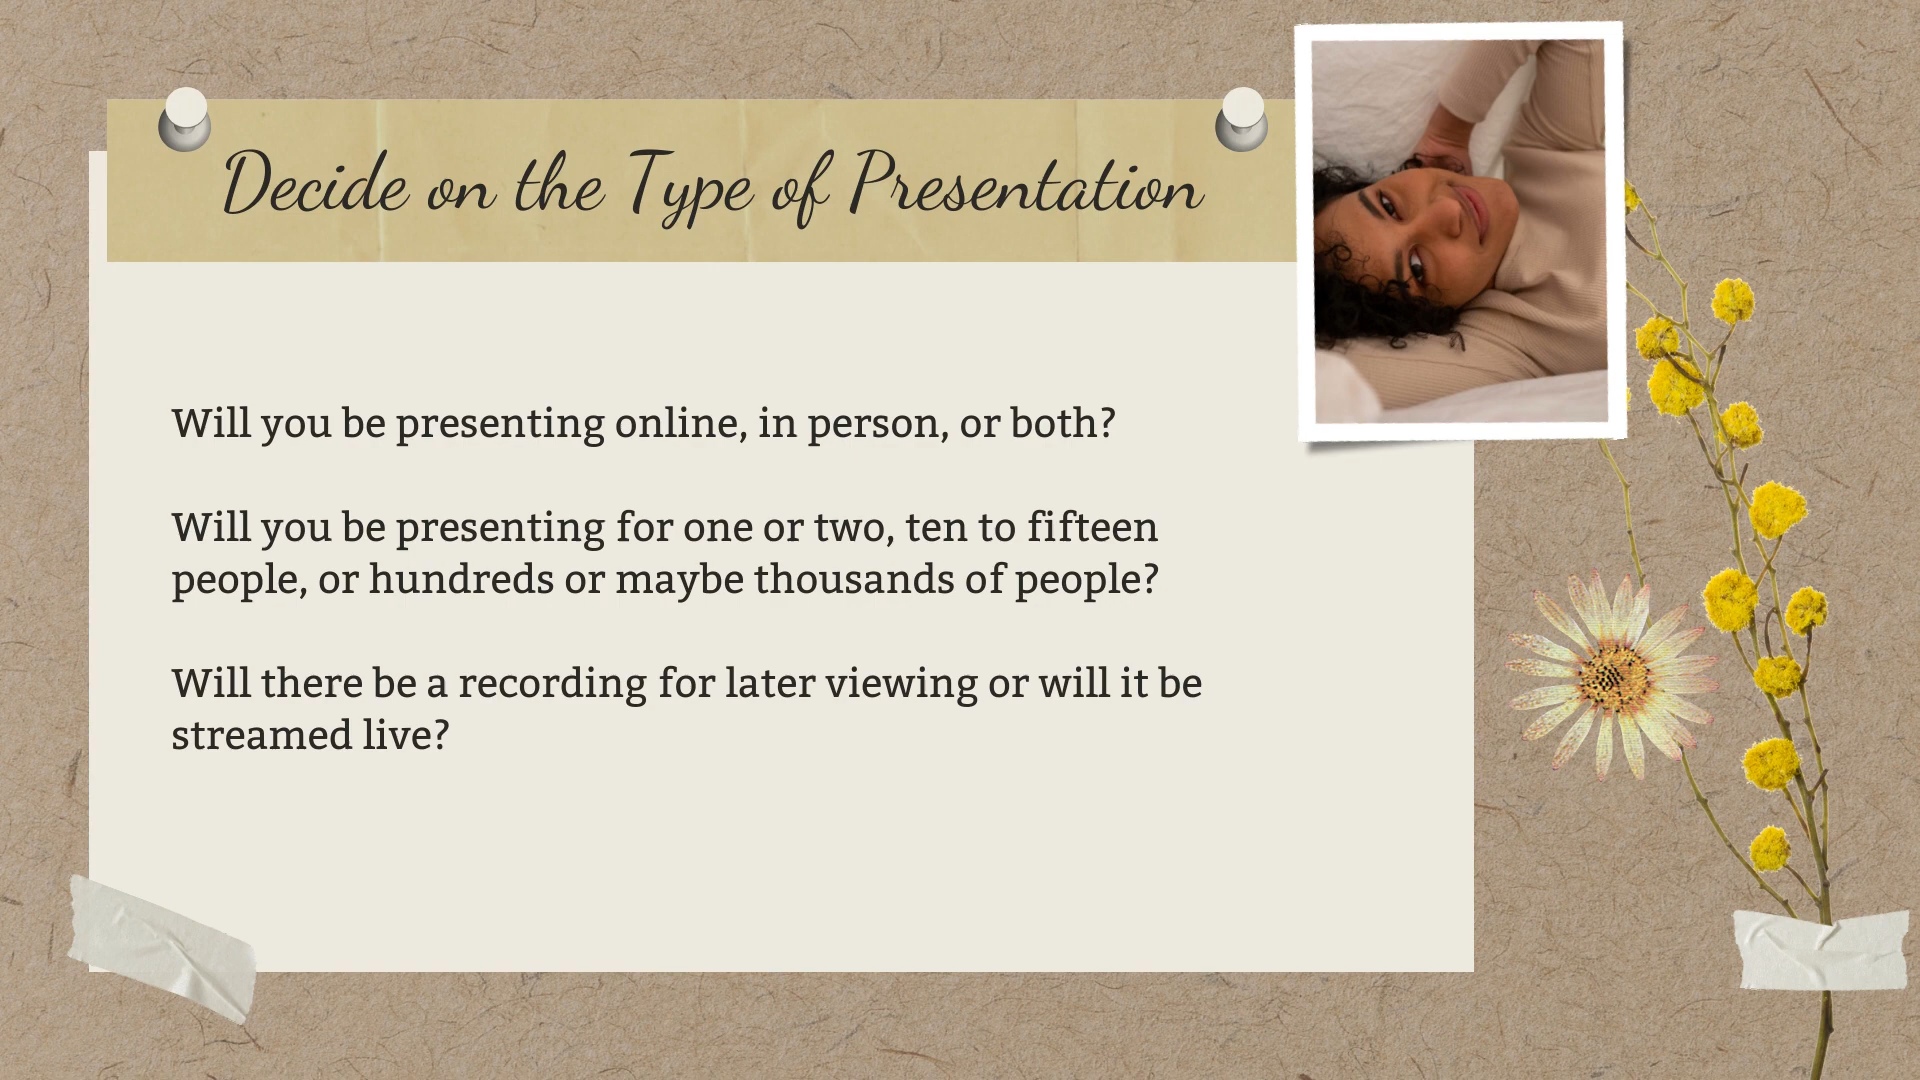 Decide on the Type of Presentation
Will you be presenting online, in person, or both?
Will you be presenting for one or two, ten to fifteen
people, or hundreds or maybe thousands of people?
Will there be a recording for later viewing or will it be
streamed live?